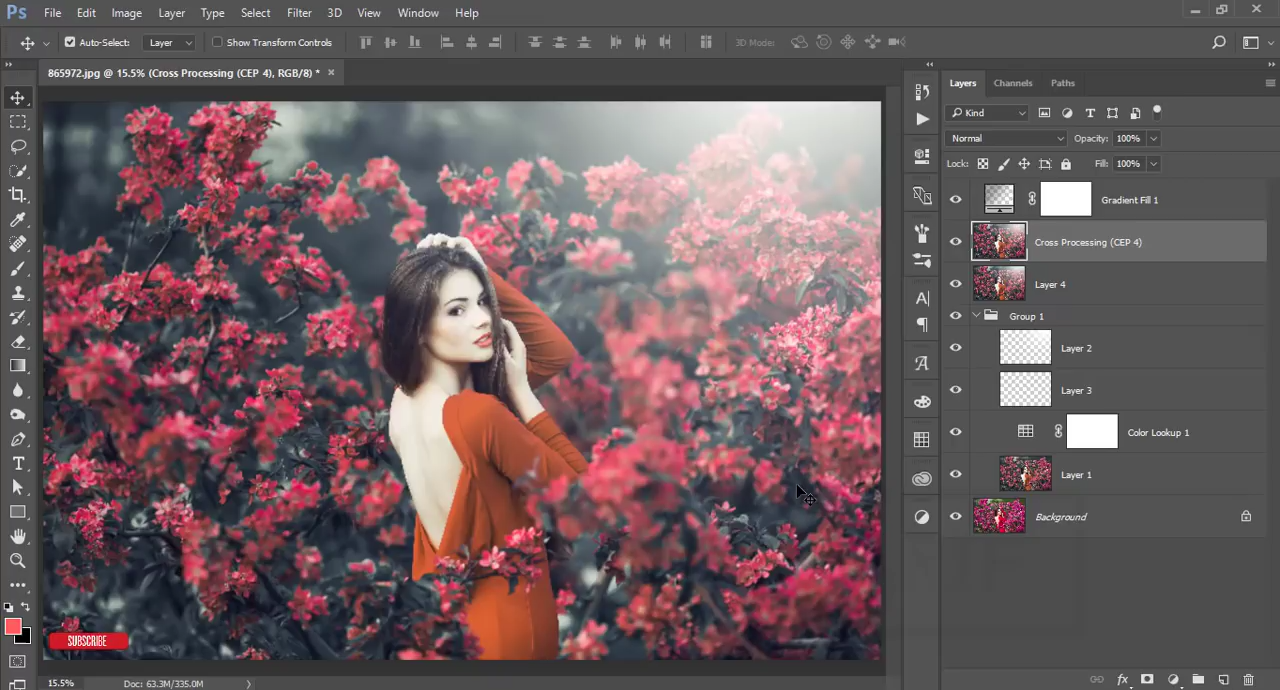 Ps File Edit Image Layer Type Select Filter 3D View Window Help
Auto-Select: Layer Show Transform Controls 3D Mode:
865972.jpg @ 15.5% (Cross Processing (CEP 4), RGB/8) * ×
Layers Channels Paths
Kind
Normal Opacity: 100%
Lock: Fill: 100%
Gradient Fill 1
Cross Processing (CEP 4)
Layer 4
Group 1
Layer 2
Layer 3
Color Lookup 1
Layer 1
Background
SUBSCRIBE
15.5% Doc: 63.3M/335.0M